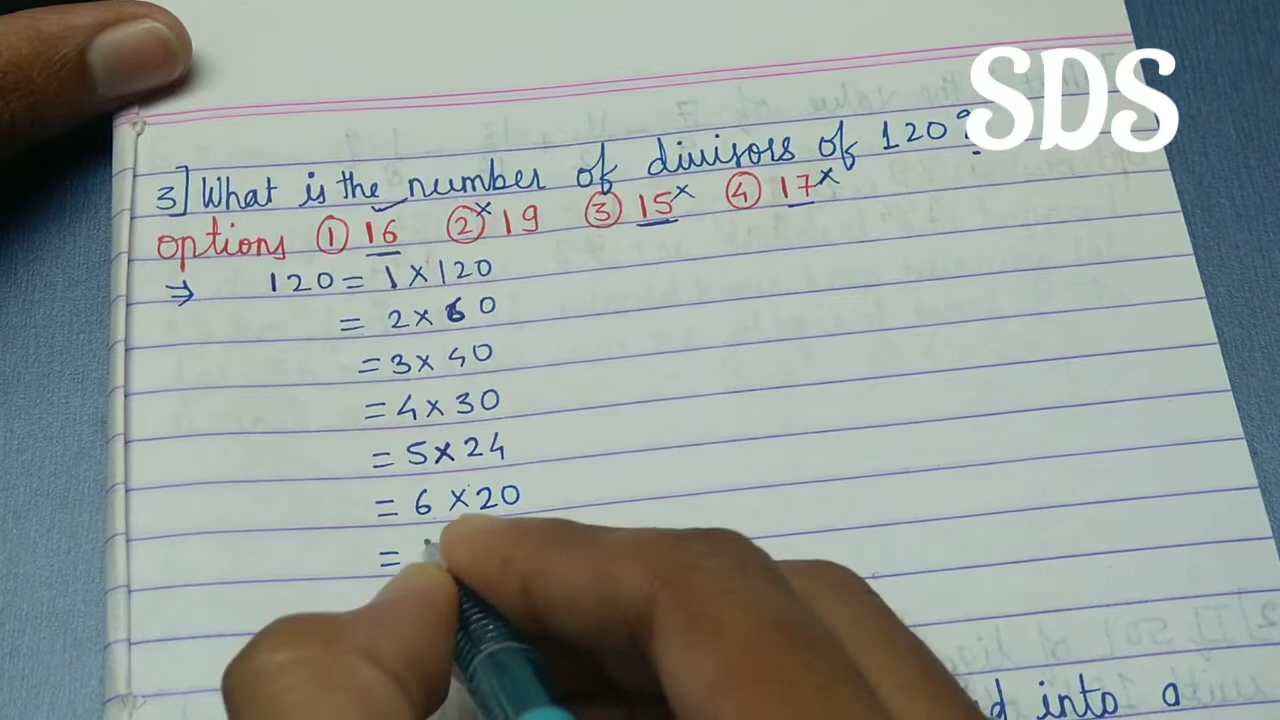 SDS
3] What is the number of divisors of 120?
options ① 16 ②× 19 ③ 15× ④ 17×
⇒ 120 = 1 × 120
= 2 × 60
= 3 × 40
= 4 × 30
= 5 × 24
= 6 × 20
=
into a